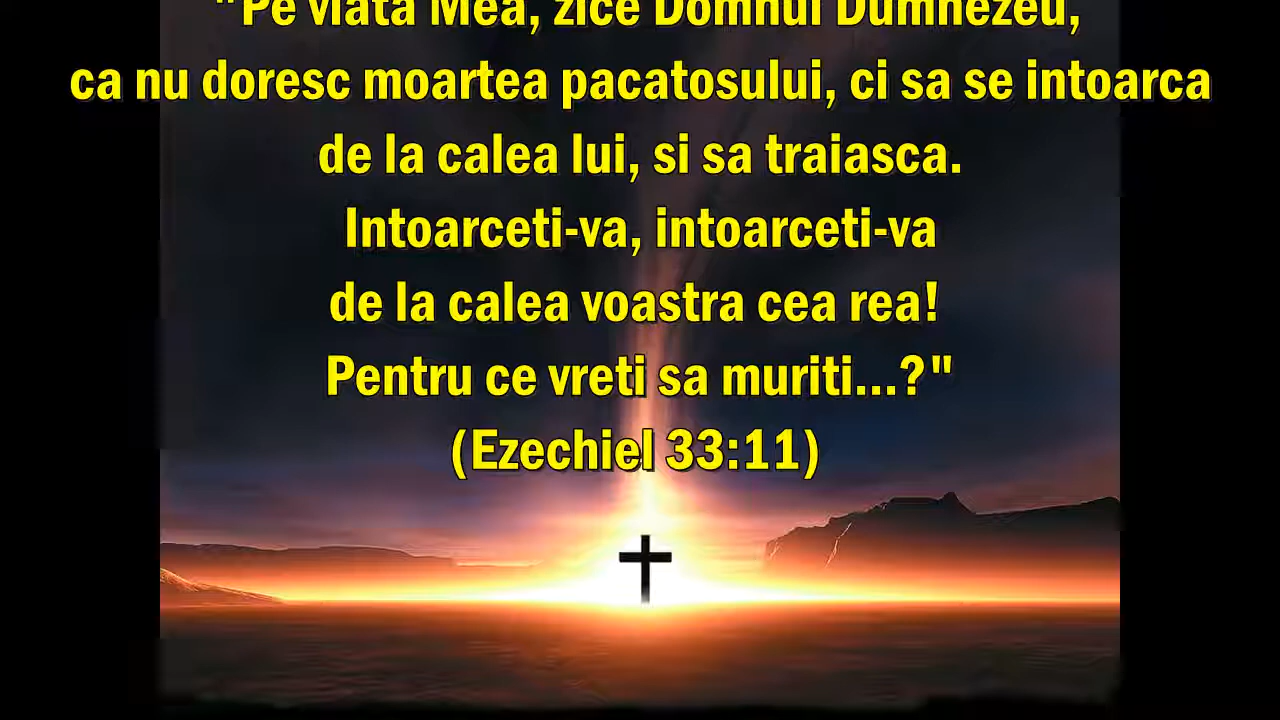 "Pe viata Mea, zice Domnul Dumnezeu,
ca nu doresc moartea pacatosului, ci sa se intoarca
de la calea lui, si sa traiasca.
Intoarceti-va, intoarceti-va
de la calea voastra cea rea!
Pentru ce vreti sa muriti...?"
(Ezechiel 33:11)